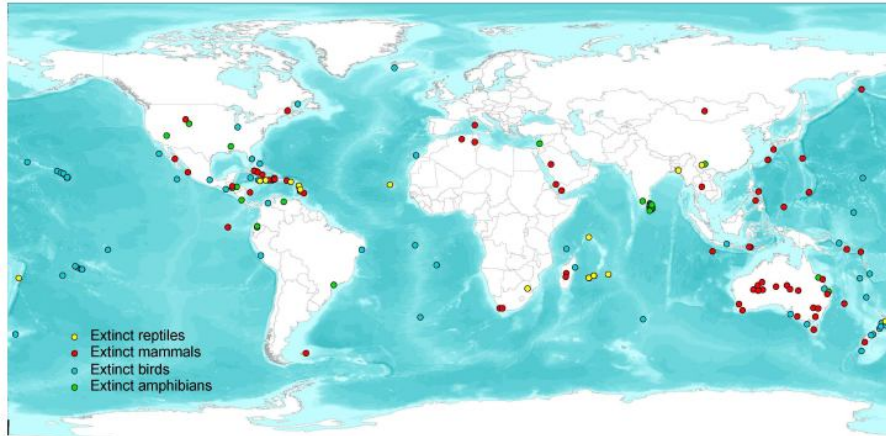 Extinct reptiles
Extinct mammals
Extinct birds
Extinct amphibians